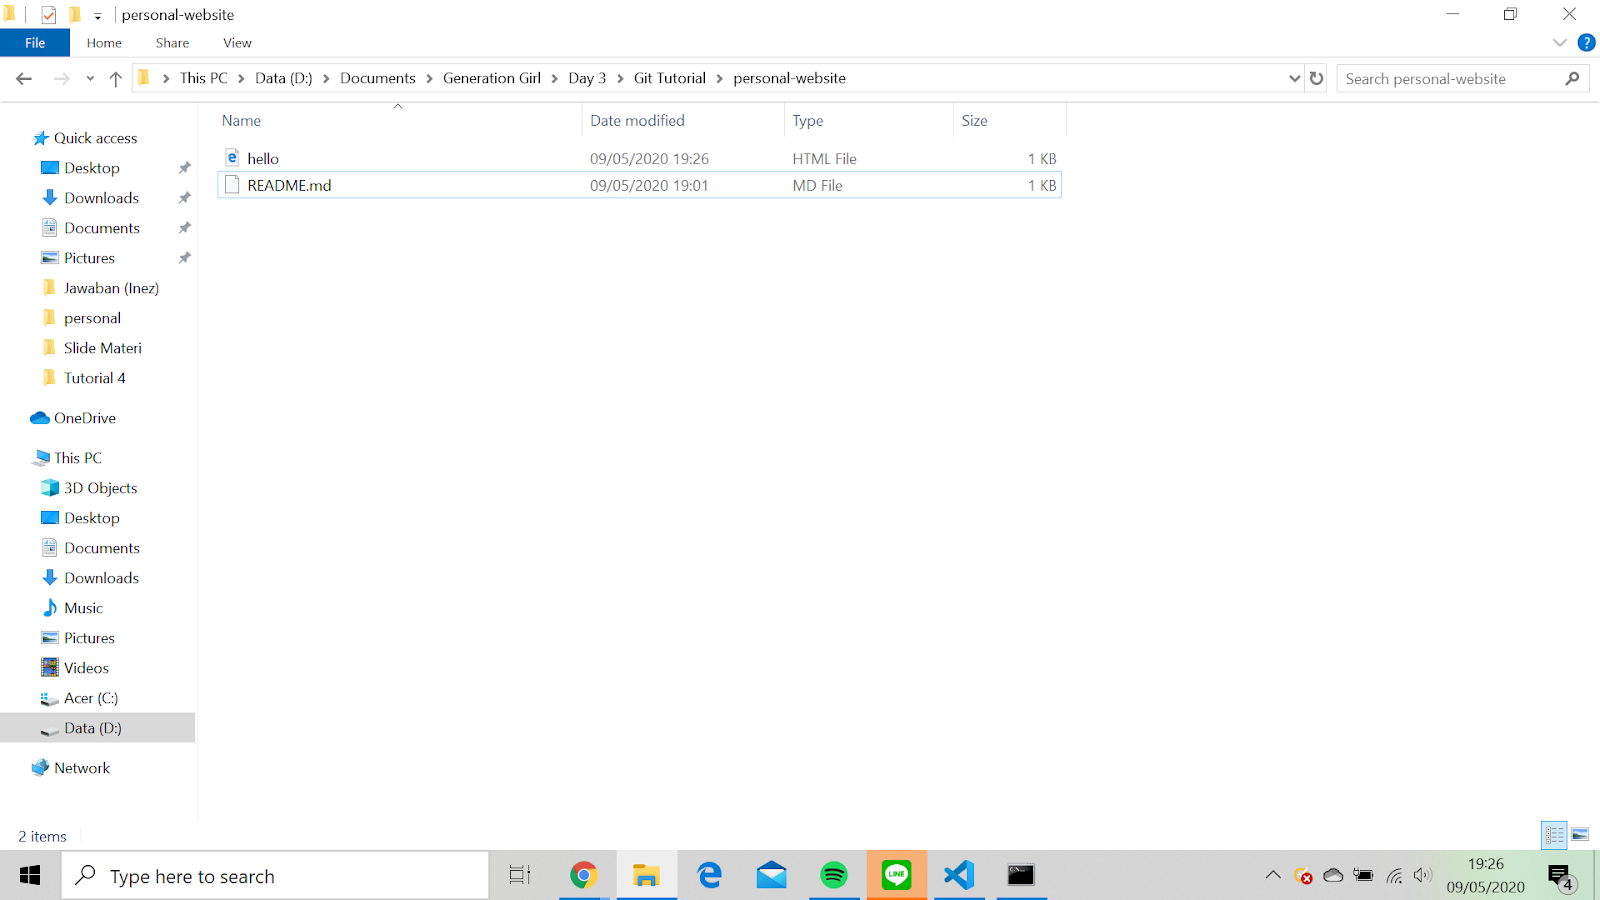 personal-website
File Home Share View
This PC Data (D:) Documents Generation Girl Day 3 Git Tutorial personal-website Search personal-website
Name Date modified Type Size
hello 09/05/2020 19:26 HTML File 1 KB
README.md 09/05/2020 19:01 MD File 1 KB
Quick access
Desktop
Downloads
Documents
Pictures
Jawaban (Inez)
personal
Slide Materi
Tutorial 4
OneDrive
This PC
3D Objects
Desktop
Documents
Downloads
Music
Pictures
Videos
Acer (C:)
Data (D:)
Network
2 items
Type here to search
LINE
19:26
09/05/2020
4